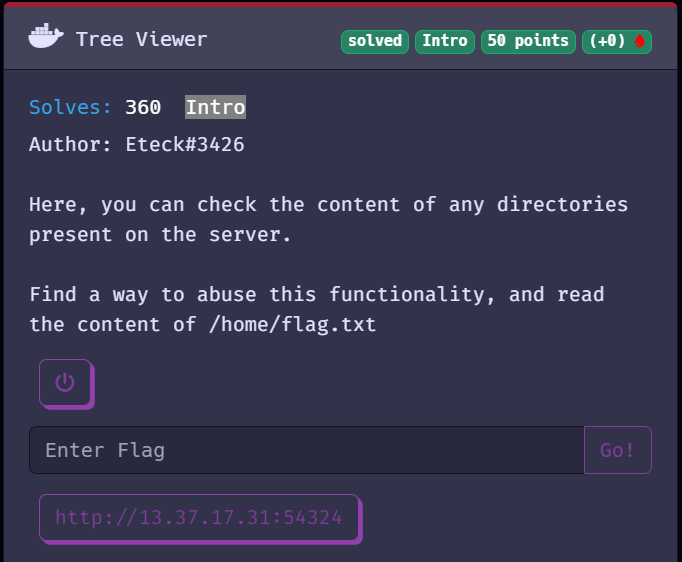 Tree Viewer
solved Intro 50 points (+0)
Solves: 360 Intro
Author: Eteck#3426
Here, you can check the content of any directories
present on the server.
Find a way to abuse this functionality, and read
the content of /home/flag.txt
Enter Flag Go!
http://13.37.17.31:54324